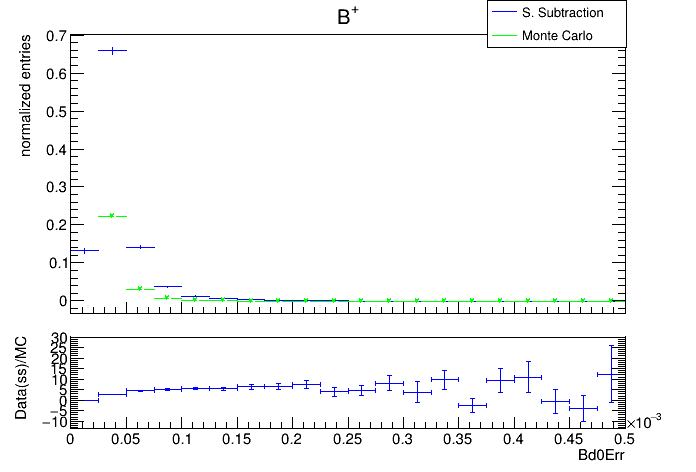 B+
S. Subtraction
Monte Carlo
normalized entries
0.7
0.6
0.5
0.4
0.3
0.2
0.1
0
Data(ss)/MC
30
25
20
15
10
5
0
−5
−10
0 0.05 0.1 0.15 0.2 0.25 0.3 0.35 0.4 0.45 0.5
×10−3
Bd0Err